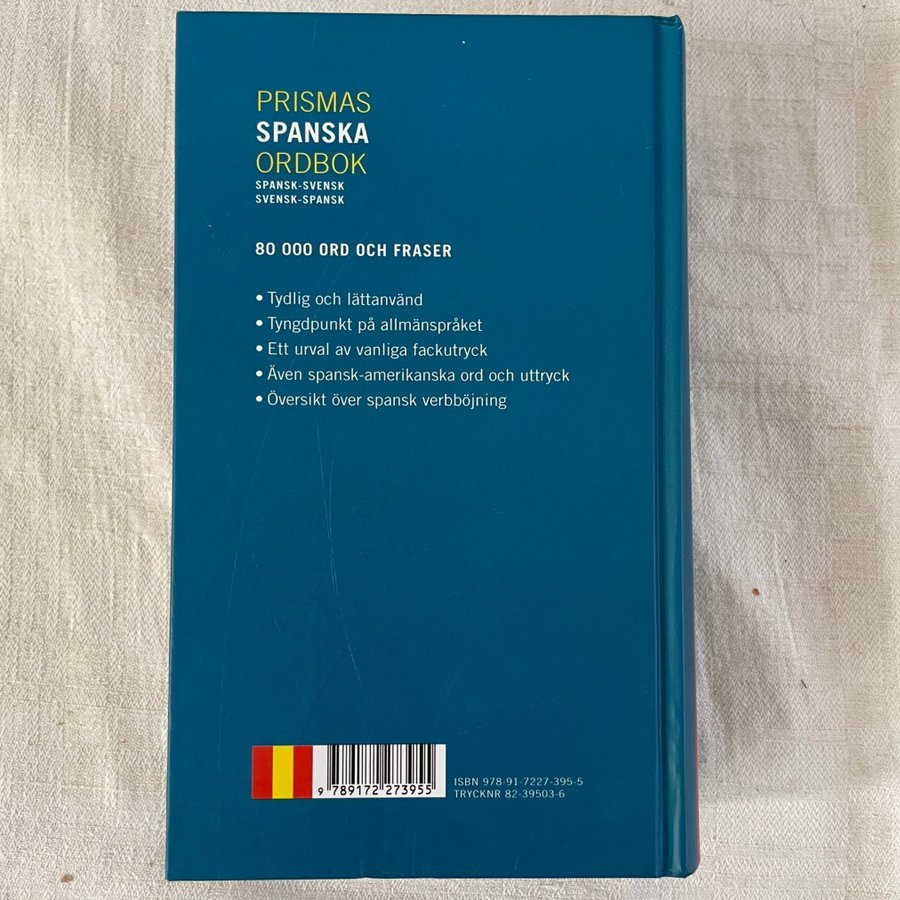 PRISMAS
SPANSKA
ORDBOK
SPANSK-SVENSK
SVENSK-SPANSK
80 000 ORD OCH FRASER
• Tydlig och lättanvänd
• Tyngdpunkt på allmänspråket
• Ett urval av vanliga fackutryck
• Även spansk-amerikanska ord och uttryck
• Översikt över spansk verbböjning
9 789172 273955
ISBN 978-91-7227-395-5
TRYCKNR 82-39503-6